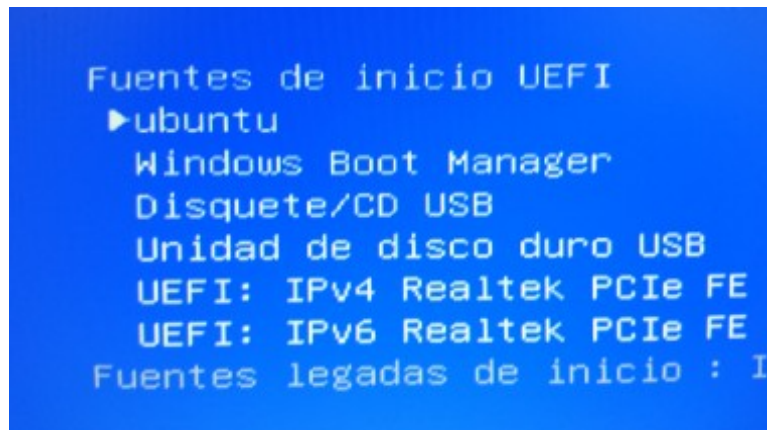 Fuentes de inicio UEFI
▶ubuntu
Windows Boot Manager
Disquete/CD USB
Unidad de disco duro USB
UEFI: IPv4 Realtek PCIe FE
UEFI: IPv6 Realtek PCIe FE
Fuentes legadas de inicio :